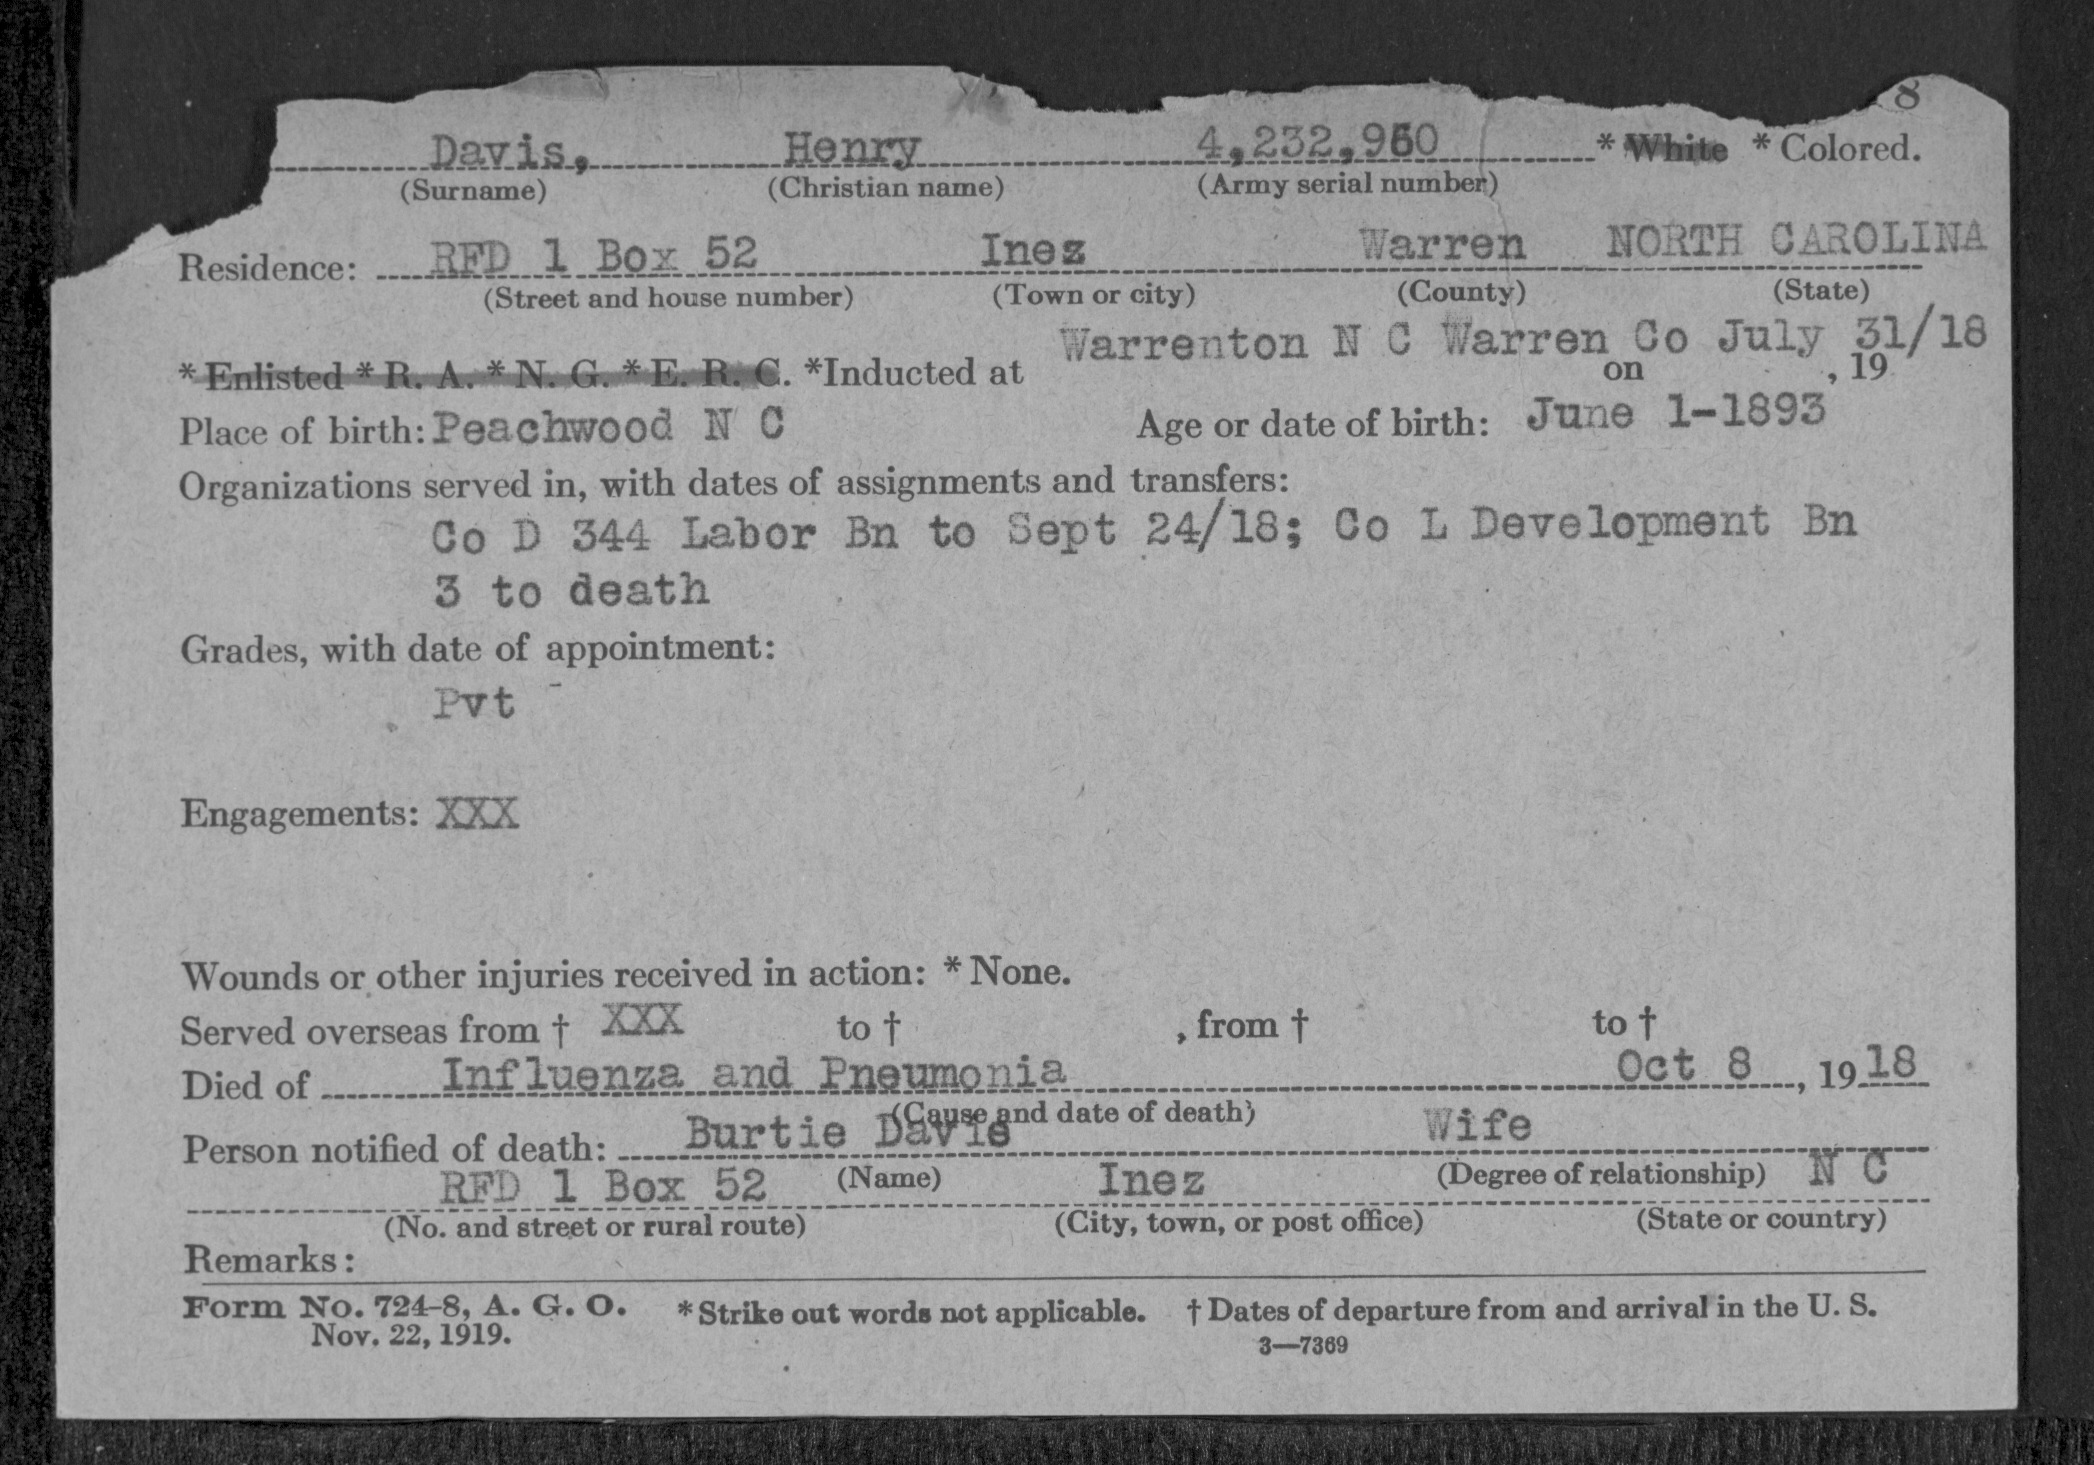 8
Davis, Henry 4,232,960 * White * Colored.
(Surname) (Christian name) (Army serial number)
Residence: RFD 1 Box 52 Inez Warren NORTH CAROLINA
(Street and house number) (Town or city) (County) (State)
Warrenton N C Warren Co July 31/18
* Enlisted * R. A. * N. G. * E. R. C. *Inducted at on , 19
Place of birth: Peachwood N C Age or date of birth: June 1-1893
Organizations served in, with dates of assignments and transfers:
Co D 344 Labor Bn to Sept 24/18; Co L Development Bn
3 to death
Grades, with date of appointment:
Pvt -
Engagements: XXX
Wounds or other injuries received in action: * None.
Served overseas from † XXX to † , from † to †
Died of Influenza and Pneumonia Oct 8 , 1918
(Cause and date of death)
Person notified of death: Burtie Davis Wife
(Name) (Degree of relationship)
RFD 1 Box 52 Inez N C
(No. and street or rural route) (City, town, or post office) (State or country)
Remarks:
Form No. 724-8, A. G. O. * Strike out words not applicable. † Dates of departure from and arrival in the U. S.
Nov. 22, 1919. 3—7369